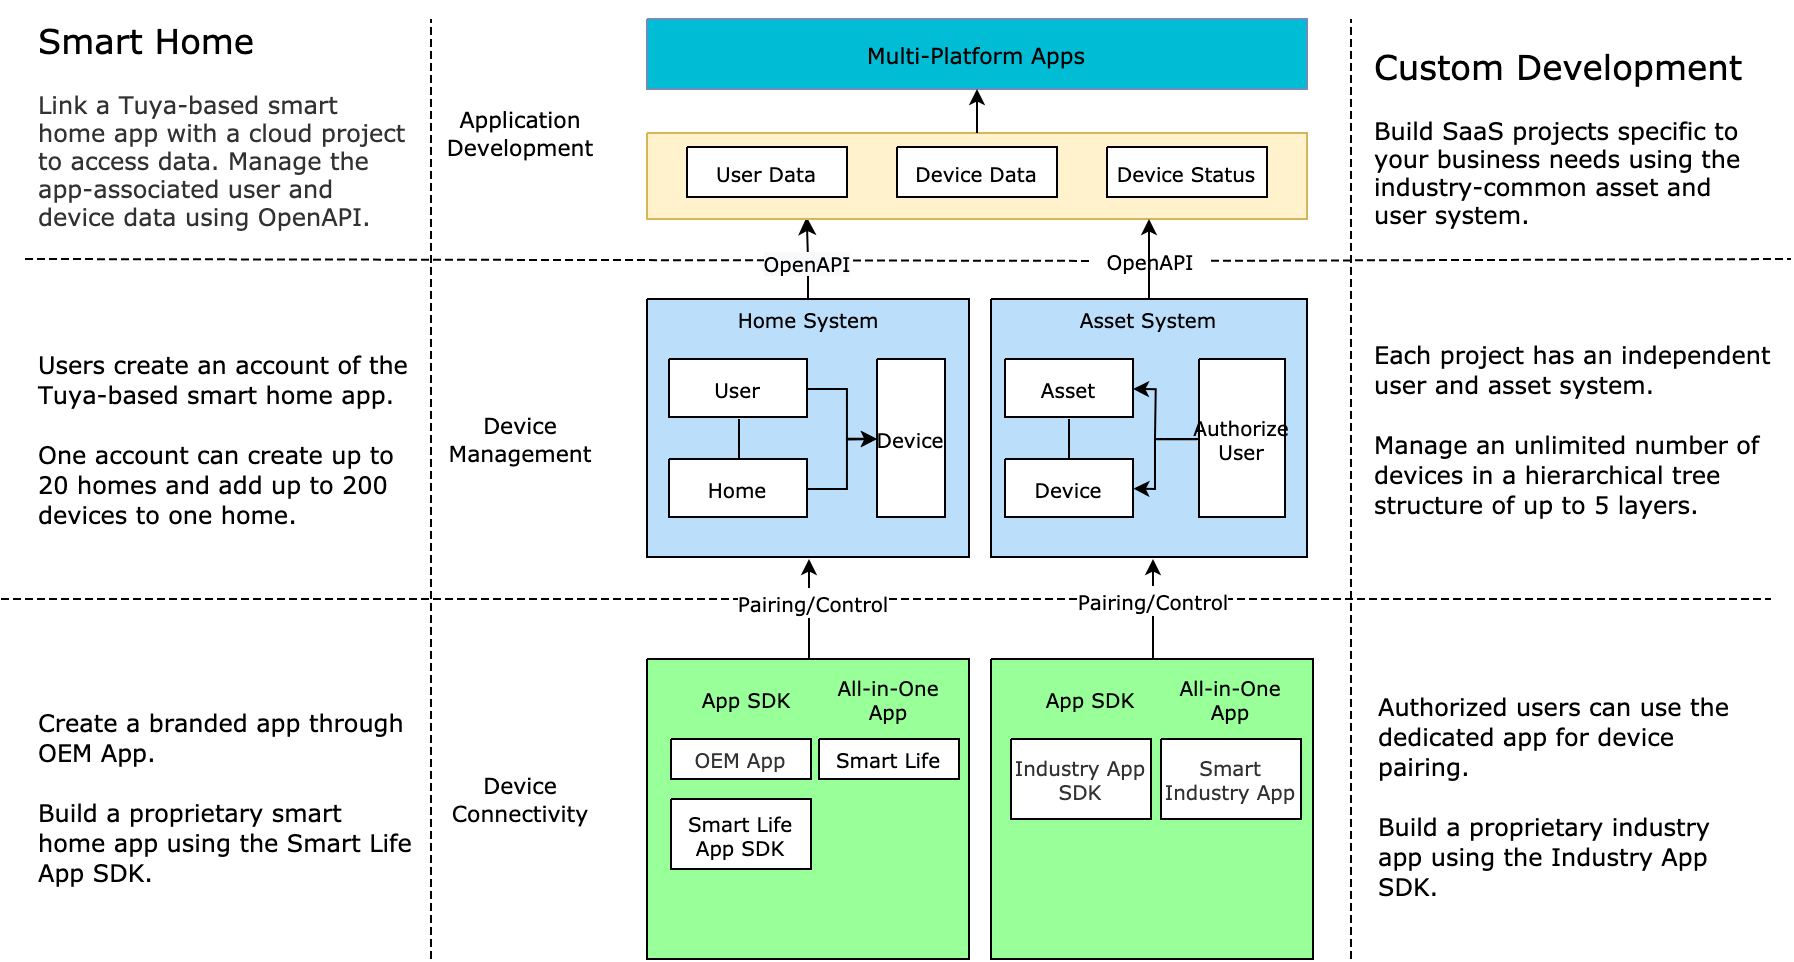 Smart Home
Link a Tuya-based smart
home app with a cloud project
to access data. Manage the
app-associated user and
device data using OpenAPI.
Application
Development
Multi-Platform Apps
User Data
Device Data
Device Status
OpenAPI
OpenAPI
Custom Development
Build SaaS projects specific to
your business needs using the
industry-common asset and
user system.
Users create an account of the
Tuya-based smart home app.
One account can create up to
20 homes and add up to 200
devices to one home.
Device
Management
Home System
User
Home
Device
Asset System
Asset
Device
Authorize
User
Pairing/Control
Pairing/Control
Each project has an independent
user and asset system.
Manage an unlimited number of
devices in a hierarchical tree
structure of up to 5 layers.
Create a branded app through
OEM App.
Build a proprietary smart
home app using the Smart Life
App SDK.
Device
Connectivity
App SDK
All-in-One
App
OEM App
Smart Life
Smart Life
App SDK
App SDK
All-in-One
App
Industry App
SDK
Smart
Industry App
Authorized users can use the
dedicated app for device
pairing.
Build a proprietary industry
app using the Industry App
SDK.